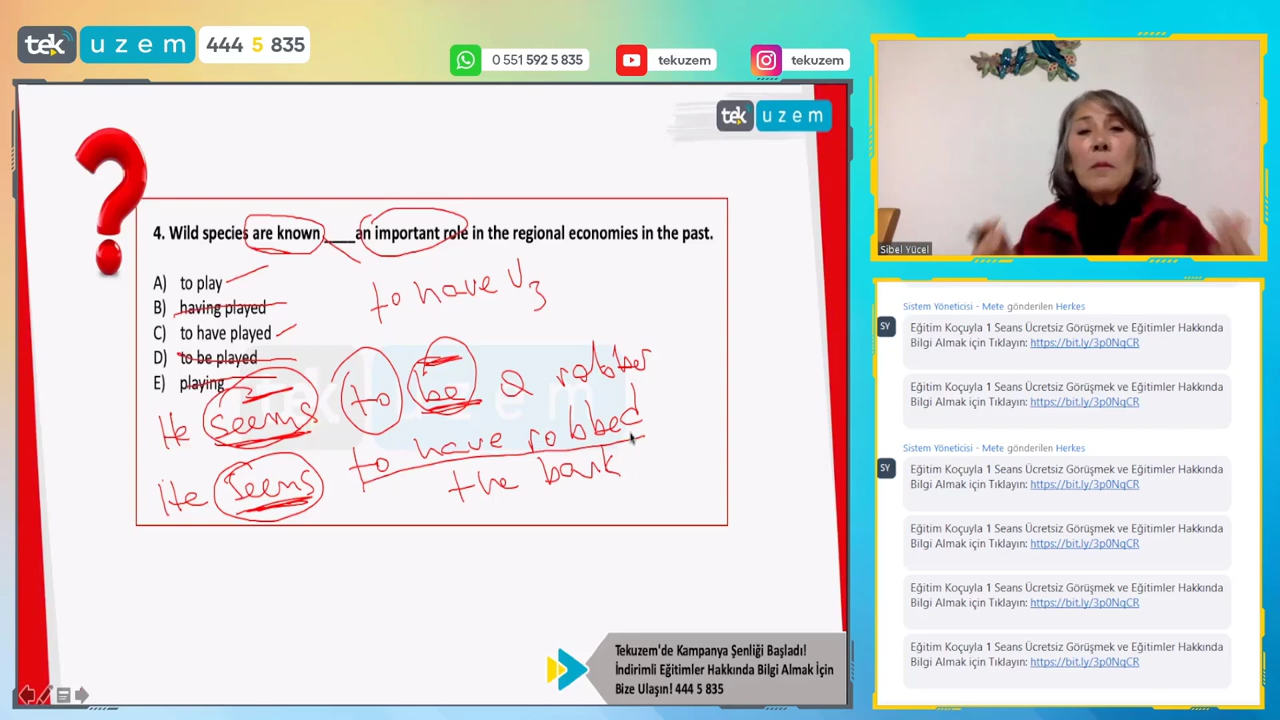 tek uzem 444 5 835
0 551 592 5 835
tekuzem
tekuzem
tek uzem
4. Wild species are known ____an important role in the regional economies in the past.
A) to play
B) having played
C) to have played
D) to be played
E) playing
to have V3
He seems to be a robber
He seems to have robbed
the bank
Tekuzem'de Kampanya Şenliği Başladı!
İndirimli Eğitimler Hakkında Bilgi Almak İçin
Bize Ulaşın! 444 5 835
Sibel Yücel
Sistem Yöneticisi - Mete gönderilen Herkes
SY
Eğitim Koçuyla 1 Seans Ücretsiz Görüşmek ve Eğitimler Hakkında
Bilgi Almak için Tıklayın: https://bit.ly/3p0NqCR
Eğitim Koçuyla 1 Seans Ücretsiz Görüşmek ve Eğitimler Hakkında
Bilgi Almak için Tıklayın: https://bit.ly/3p0NqCR
Sistem Yöneticisi - Mete gönderilen Herkes
SY
Eğitim Koçuyla 1 Seans Ücretsiz Görüşmek ve Eğitimler Hakkında
Bilgi Almak için Tıklayın: https://bit.ly/3p0NqCR
Eğitim Koçuyla 1 Seans Ücretsiz Görüşmek ve Eğitimler Hakkında
Bilgi Almak için Tıklayın: https://bit.ly/3p0NqCR
Eğitim Koçuyla 1 Seans Ücretsiz Görüşmek ve Eğitimler Hakkında
Bilgi Almak için Tıklayın: https://bit.ly/3p0NqCR
Eğitim Koçuyla 1 Seans Ücretsiz Görüşmek ve Eğitimler Hakkında
Bilgi Almak için Tıklayın: https://bit.ly/3p0NqCR